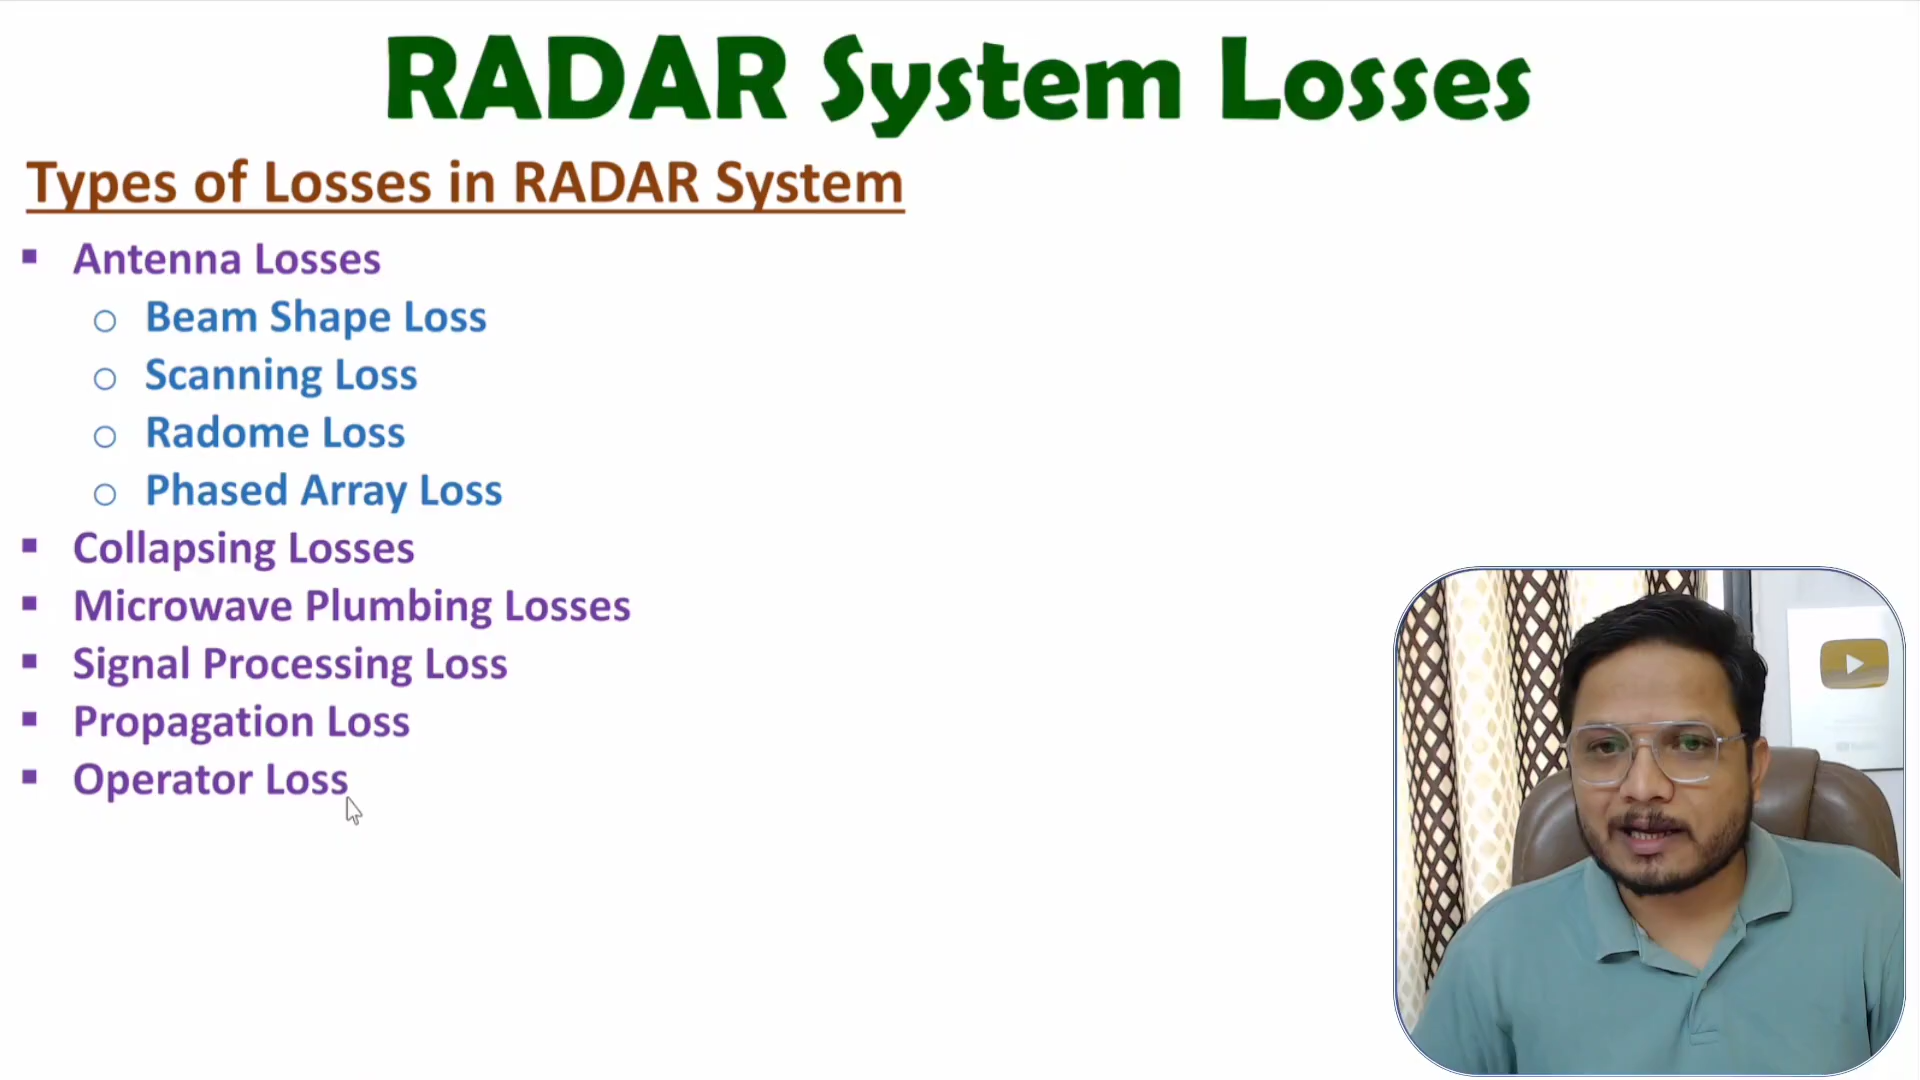 RADAR System Losses
Types of Losses in RADAR System
▪ Antenna Losses
o Beam Shape Loss
o Scanning Loss
o Radome Loss
o Phased Array Loss
▪ Collapsing Losses
▪ Microwave Plumbing Losses
▪ Signal Processing Loss
▪ Propagation Loss
▪ Operator Loss